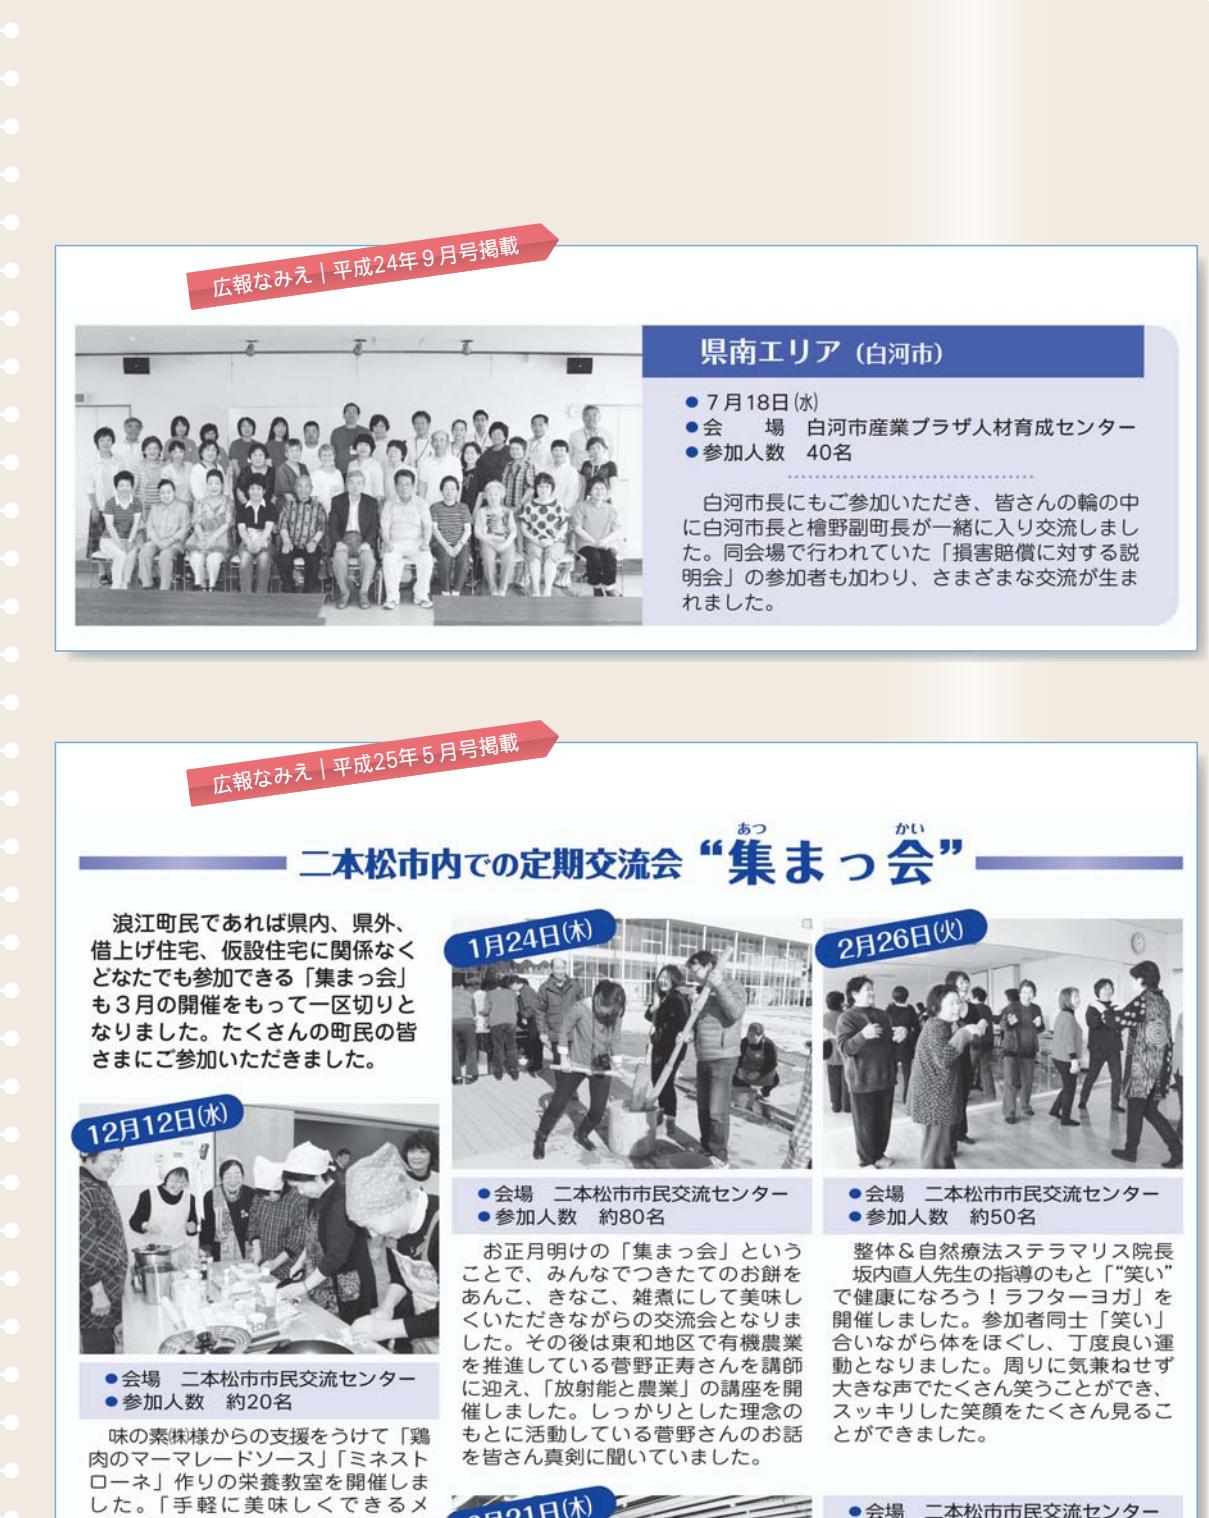 広報なみえ｜平成24年９月号掲載
県南エリア（白河市）
●７月18日㈬
●会　　場　白河市産業プラザ人材育成センター
●参加人数　40名
　白河市長にもご参加いただき、皆さんの輪の中
に白河市長と檜野副町長が一緒に入り交流しまし
た。同会場で行われていた「損害賠償に対する説
明会」の参加者も加わり、さまざまな交流が生ま
れました。
広報なみえ｜平成25年５月号掲載
あつ　かい
二本松市内での定期交流会 “集まっ会”
　浪江町民であれば県内、県外、
借上げ住宅、仮設住宅に関係なく
どなたでも参加できる「集まっ会」
も３月の開催をもって一区切りと
なりました。たくさんの町民の皆
さまにご参加いただきました。
12月12日㈬
●会場　二本松市市民交流センター
●参加人数　約20名
　味の素㈱様からの支援をうけて「鶏
肉のマーマレードソース」「ミネスト
ローネ」作りの栄養教室を開催しま
した。「手軽に美味しくできるメ
1月24日㈭
●会場　二本松市市民交流センター
●参加人数　約80名
　お正月明けの「集まっ会」という
ことで、みんなでつきたてのお餅を
あんこ、きなこ、雑煮にして美味し
くいただきながらの交流会となりま
した。その後は東和地区で有機農業
を推進している菅野正寿さんを講師
に迎え、「放射能と農業」の講座を開
催しました。しっかりとした理念の
もとに活動している菅野さんのお話
を皆さん真剣に聞いていました。
2月26日㈫
●会場　二本松市市民交流センター
●参加人数　約50名
　整体＆自然療法ステラマリス院長
　坂内直人先生の指導のもと「“笑い”
で健康になろう！ラフターヨガ」を
開催しました。参加者同士「笑い」
合いながら体をほぐし、丁度良い運
動となりました。周りに気兼ねせず
大きな声でたくさん笑うことができ、
スッキリした笑顔をたくさん見るこ
とができました。
月21日㈭
●会場　二本松市市民交流センター